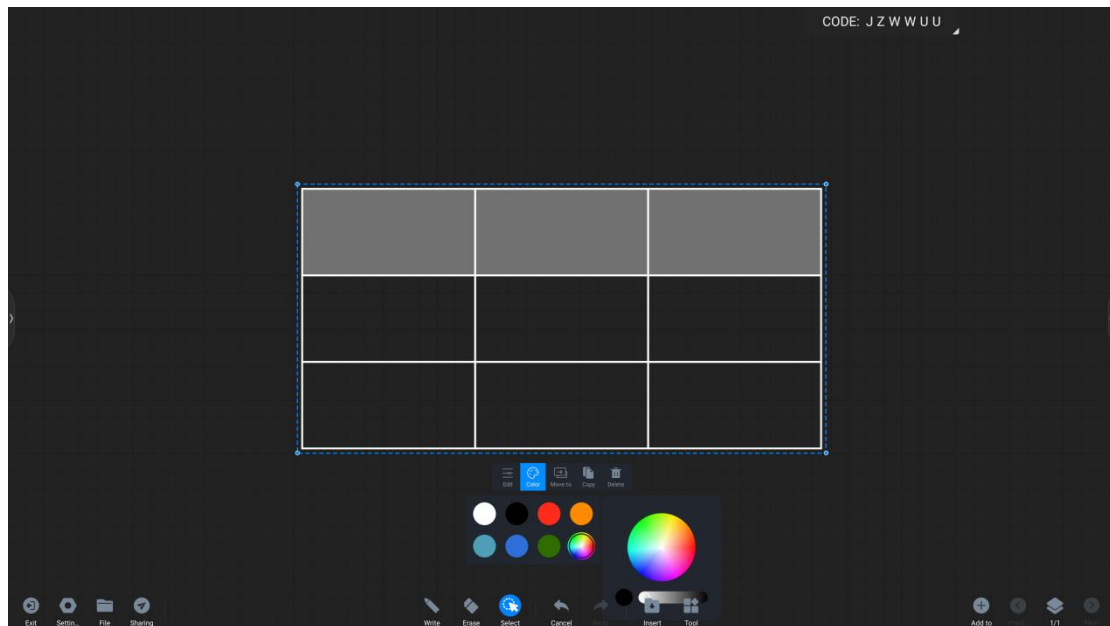 CODE: J Z W W U U
Edit Color Move to Copy Delete
Exit Settin... File Sharing Write Erase Select Cancel Insert Tool Add to 1/1